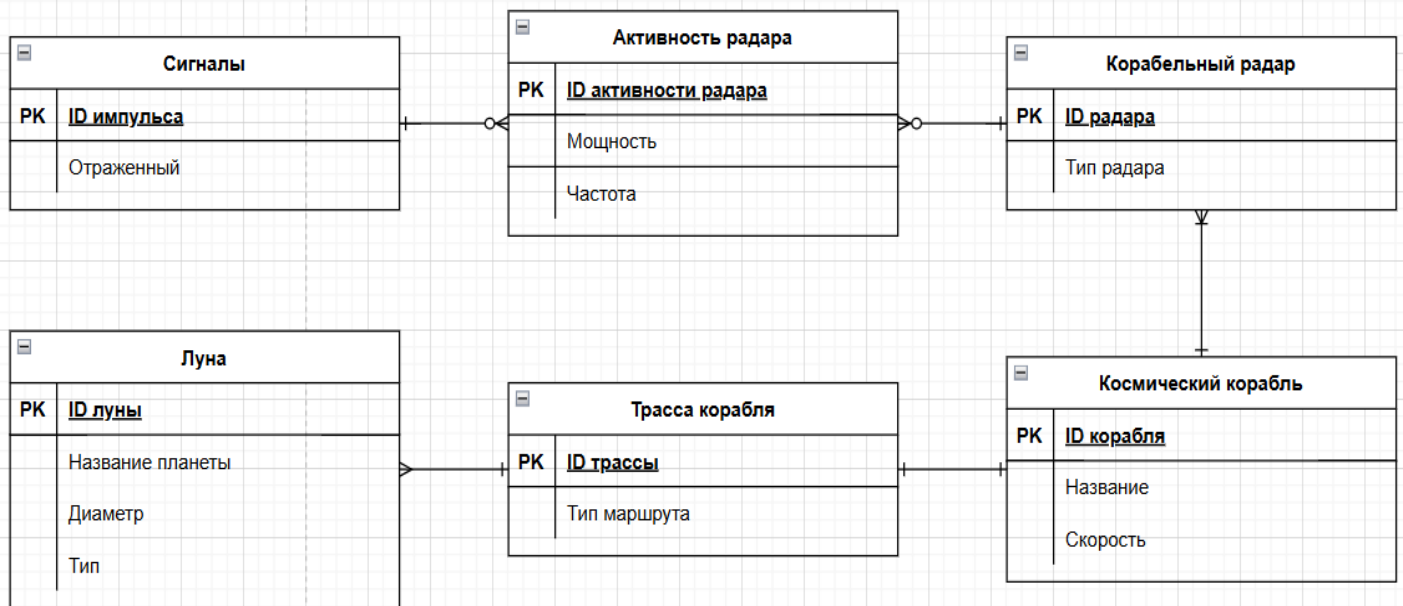 Сигналы
PK ID импульса
Отраженный
Активность радара
PK ID активности радара
Мощность
Частота
Корабельный радар
PK ID радара
Тип радара
Луна
PK ID луны
Название планеты
Диаметр
Тип
Трасса корабля
PK ID трассы
Тип маршрута
Космический корабль
PK ID корабля
Название
Скорость